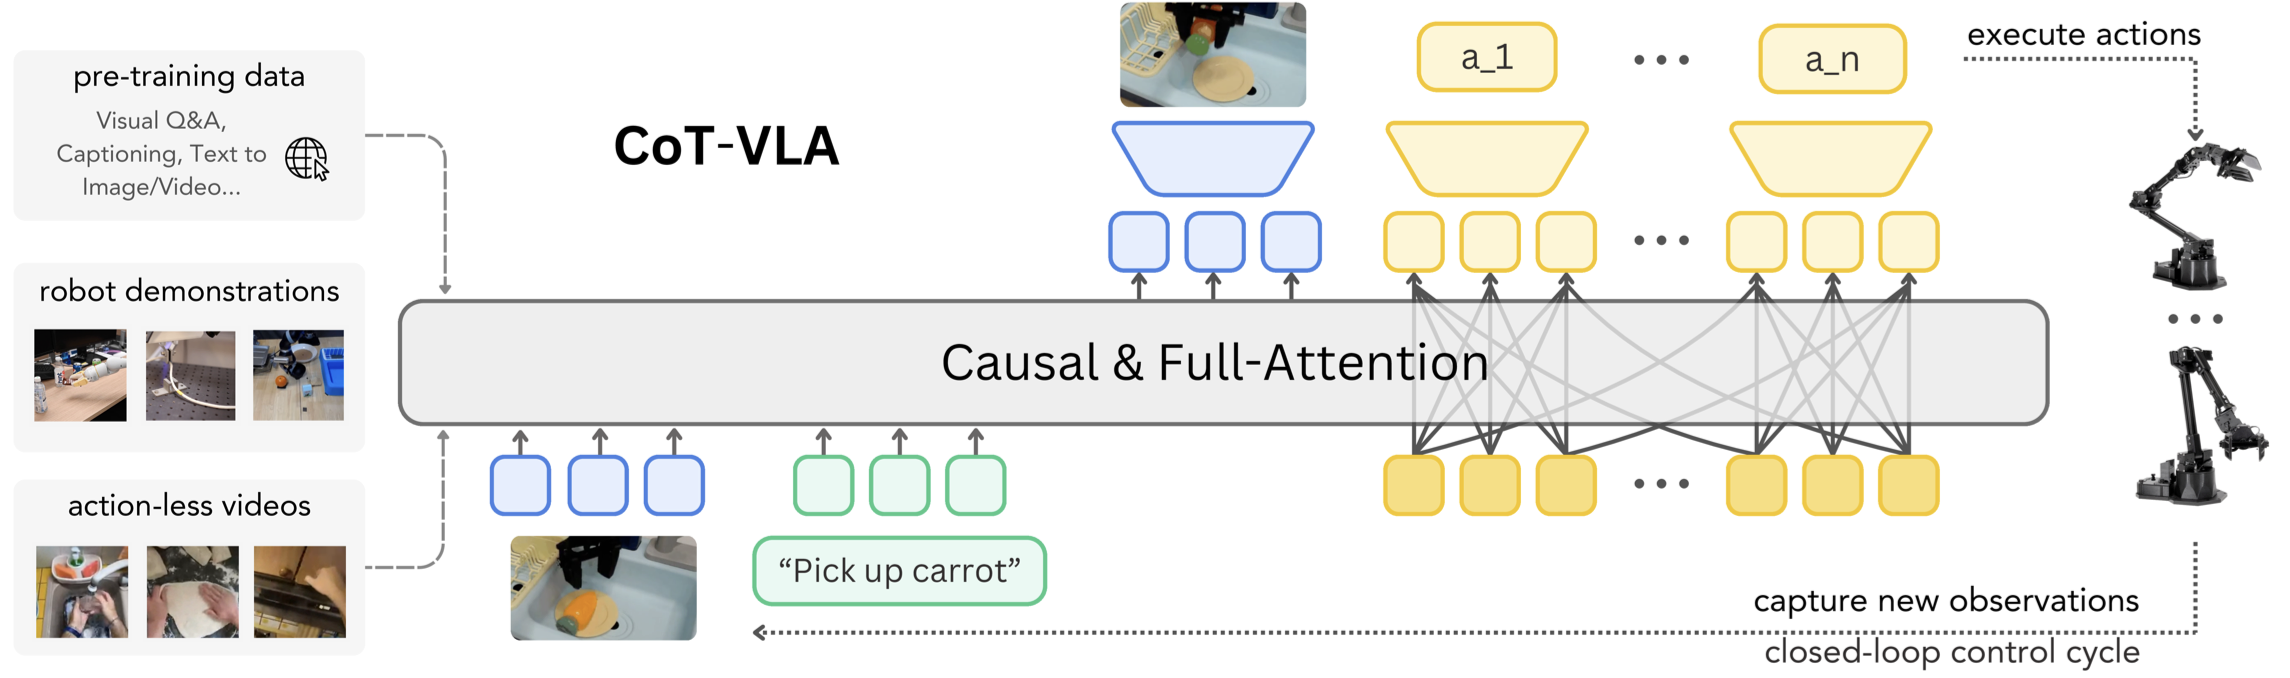 pre-training data
Visual Q&A,
Captioning, Text to
Image/Video...
robot demonstrations
action-less videos
CoT-VLA
a_1
a_n
execute actions
Causal & Full-Attention
“Pick up carrot”
capture new observations
closed-loop control cycle